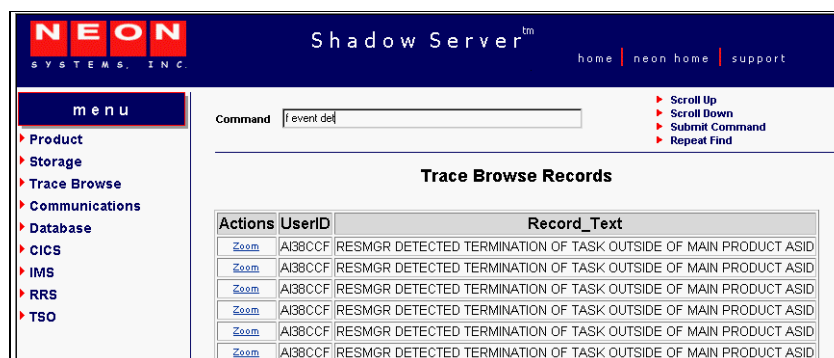 NEON
SYSTEMS, INC.
Shadow Server™
home | neon home | support
menu
Product
Storage
Trace Browse
Communications
Database
CICS
IMS
RRS
TSO
Command f event det
Scroll Up
Scroll Down
Submit Command
Repeat Find
Trace Browse Records
Actions UserID Record_Text
Zoom AI38CCF RESMGR DETECTED TERMINATION OF TASK OUTSIDE OF MAIN PRODUCT ASID
Zoom AI38CCF RESMGR DETECTED TERMINATION OF TASK OUTSIDE OF MAIN PRODUCT ASID
Zoom AI38CCF RESMGR DETECTED TERMINATION OF TASK OUTSIDE OF MAIN PRODUCT ASID
Zoom AI38CCF RESMGR DETECTED TERMINATION OF TASK OUTSIDE OF MAIN PRODUCT ASID
Zoom AI38CCF RESMGR DETECTED TERMINATION OF TASK OUTSIDE OF MAIN PRODUCT ASID
Zoom AI38CCF RESMGR DETECTED TERMINATION OF TASK OUTSIDE OF MAIN PRODUCT ASID